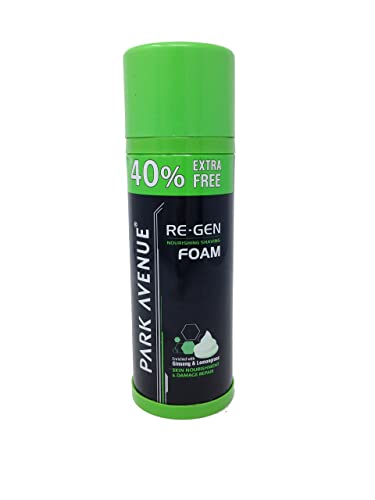 40% EXTRA FREE
PARK AVENUE®
RE-GEN
NOURISHING SHAVING
FOAM
Enriched with
Ginseng & Lemongrass
SKIN NOURISHMENT
& DAMAGE REPAIR